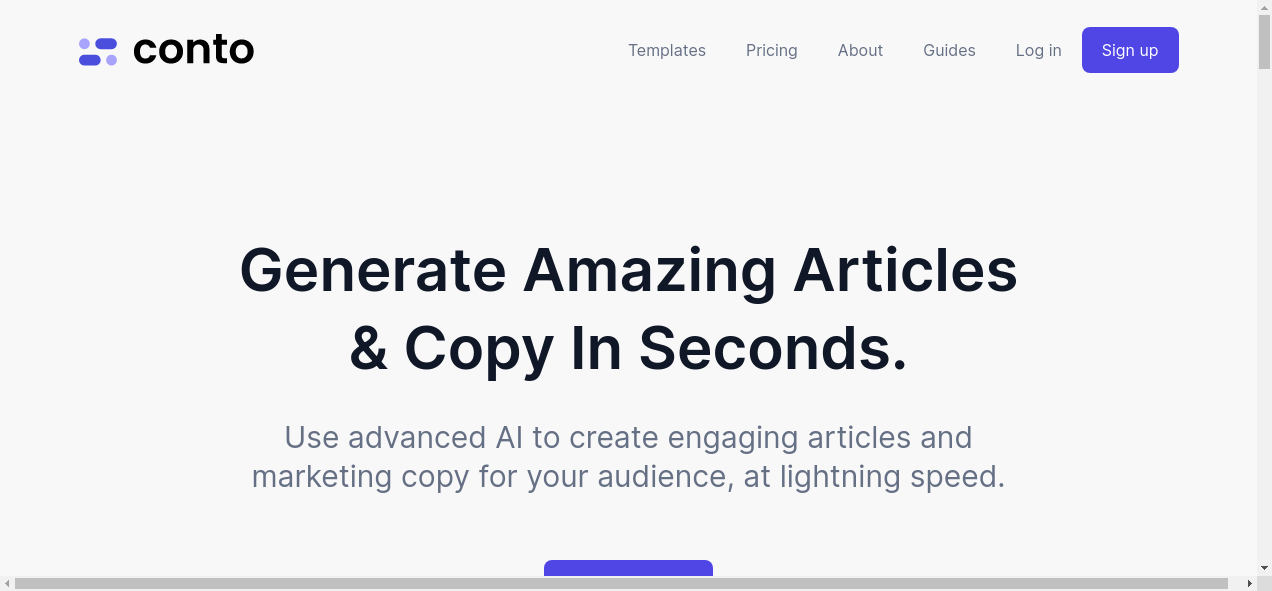 conto
Templates Pricing About Guides Log in Sign up
Generate Amazing Articles
& Copy In Seconds.
Use advanced AI to create engaging articles and
marketing copy for your audience, at lightning speed.